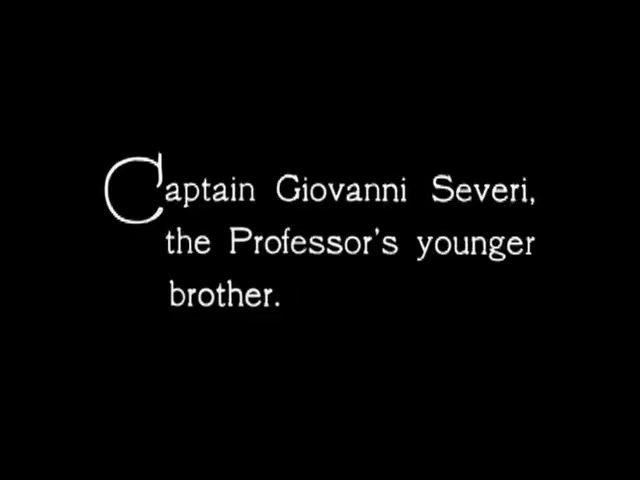 Captain Giovanni Severi,
the Professor's younger
brother.